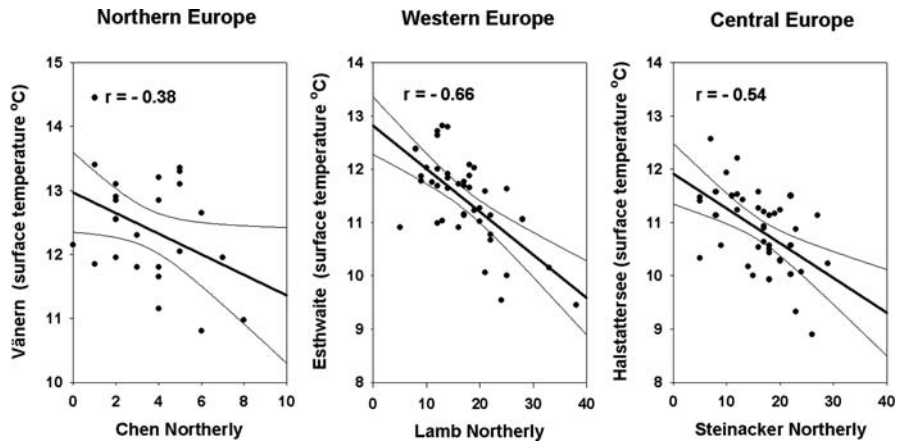 Northern Europe
Western Europe
Central Europe
Vänern (surface temperature °C)
15
14
13
12
11
10
r = - 0.38
0 2 4 6 8 10
Chen Northerly
Esthwaite (surface temperature °C)
14
13
12
11
10
9
8
r = - 0.66
0 10 20 30 40
Lamb Northerly
Halstattersee (surface temperature °C)
14
13
12
11
10
9
8
r = - 0.54
0 10 20 30 40
Steinacker Northerly